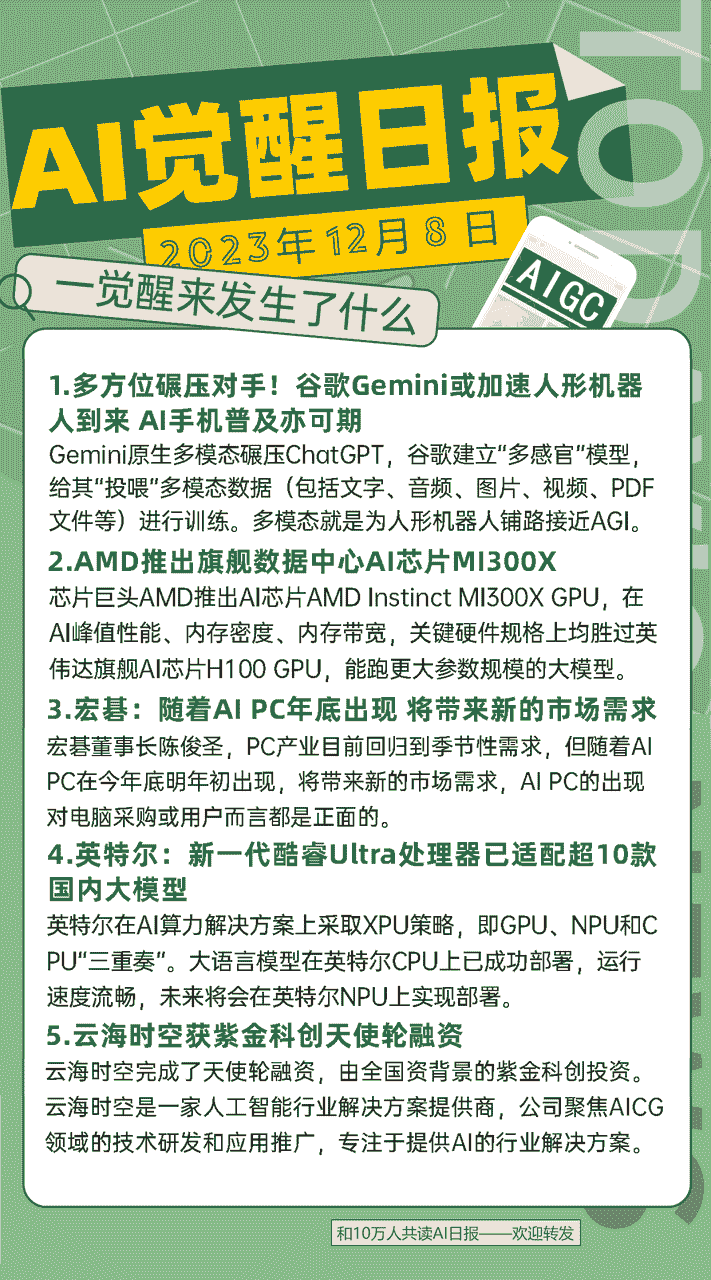 AI觉醒日报
2023年12月8日
一觉醒来发生了什么
AIGC
1.多方位碾压对手！谷歌Gemini或加速人形机器
人到来 AI手机普及亦可期
Gemini原生多模态碾压ChatGPT，谷歌建立“多感官”模型，
给其“投喂”多模态数据（包括文字、音频、图片、视频、PDF
文件等）进行训练。多模态就是为人形机器人铺路接近AGI。
2.AMD推出旗舰数据中心AI芯片MI300X
芯片巨头AMD推出AI芯片AMD Instinct MI300X GPU，在
AI峰值性能、内存密度、内存带宽，关键硬件规格上均胜过英
伟达旗舰AI芯片H100 GPU，能跑更大参数规模的大模型。
3.宏碁：随着AI PC年底出现 将带来新的市场需求
宏碁董事长陈俊圣，PC产业目前回归到季节性需求，但随着AI
PC在今年底明年初出现，将带来新的市场需求，AI PC的出现
对电脑采购或用户而言都是正面的。
4.英特尔：新一代酷睿Ultra处理器已适配超10款
国内大模型
英特尔在AI算力解决方案上采取XPU策略，即GPU、NPU和C
PU“三重奏”。大语言模型在英特尔CPU上已成功部署，运行
速度流畅，未来将会在英特尔NPU上实现部署。
5.云海时空获紫金科创天使轮融资
云海时空完成了天使轮融资，由全国资背景的紫金科创投资。
云海时空是一家人工智能行业解决方案提供商，公司聚焦AICG
领域的技术研发和应用推广，专注于提供AI的行业解决方案。
和10万人共读AI日报——欢迎转发